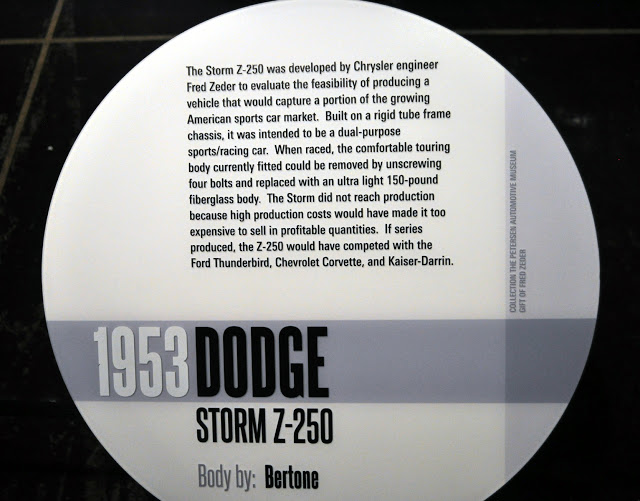 The Storm Z-250 was developed by Chrysler engineer
Fred Zeder to evaluate the feasibility of producing a
vehicle that would capture a portion of the growing
American sports car market.  Built on a rigid tube frame
chassis, it was intended to be a dual-purpose
sports/racing car.  When raced, the comfortable touring
body currently fitted could be removed by unscrewing
four bolts and replaced with an ultra light 150-pound
fiberglass body.  The Storm did not reach production
because high production costs would have made it too
expensive to sell in profitable quantities.  If series
produced, the Z-250 would have competed with the
Ford Thunderbird, Chevrolet Corvette, and Kaiser-Darrin.
COLLECTION THE PETERSEN AUTOMOTIVE MUSEUM
GIFT OF FRED ZEDER
1953 DODGE
STORM Z-250
Body by: Bertone